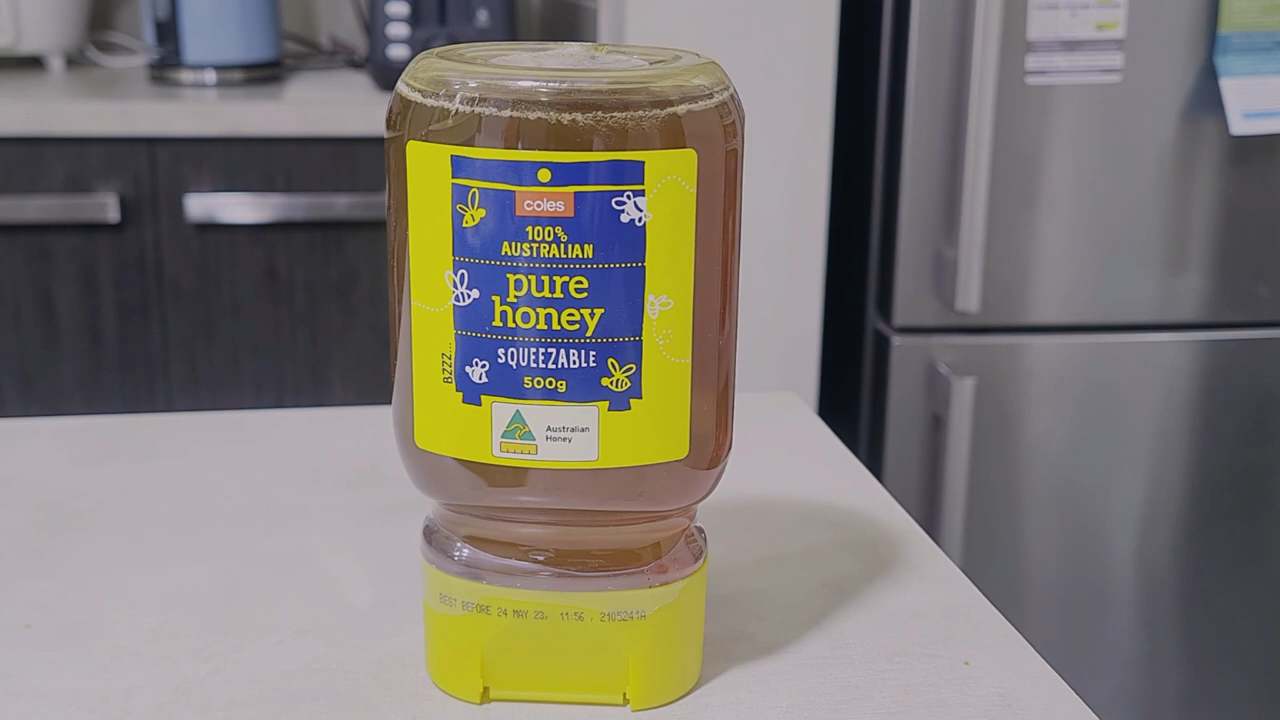 coles
100%
AUSTRALIAN
pure
honey
SQUEEZABLE
500g
BZZZ...
Australian
Honey
BEST BEFORE 24 MAY 23, 11:56 , 2105241A